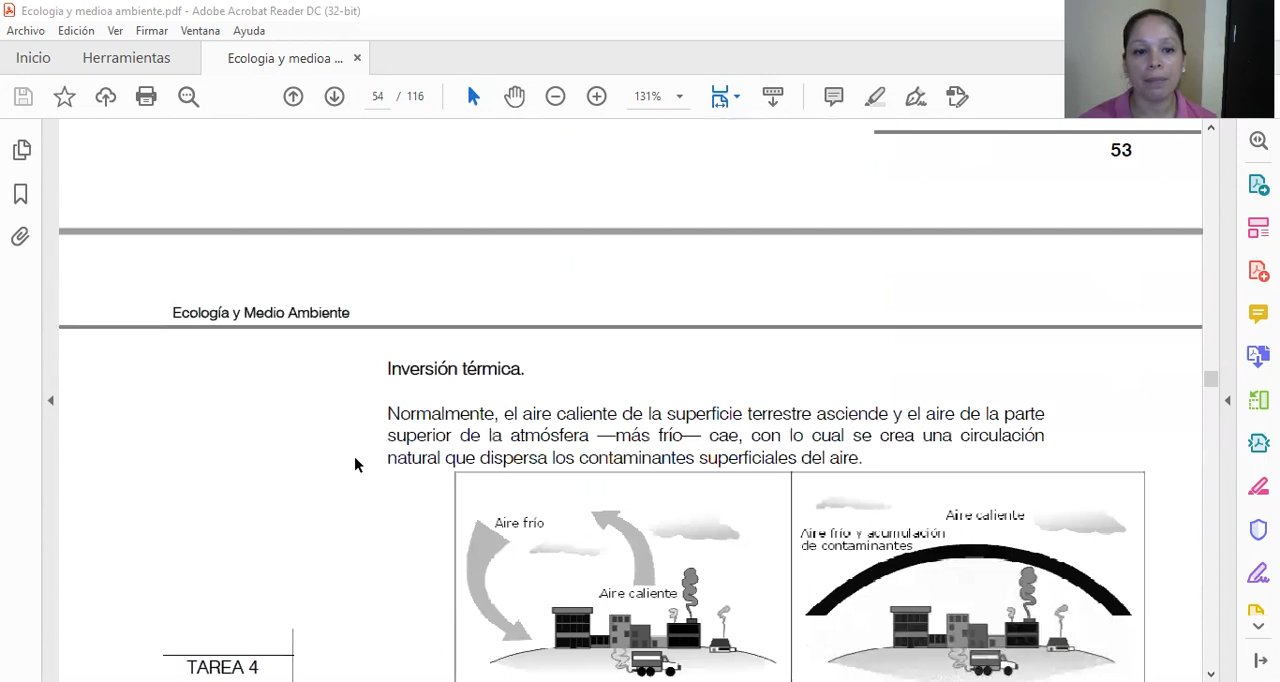 Ecologia y medioa ambiente.pdf - Adobe Acrobat Reader DC (32-bit)
Archivo Edición Ver Firmar Ventana Ayuda
Inicio Herramientas Ecologia y medioa ... ×
54 / 116 131%
53
Ecología y Medio Ambiente
Inversión térmica.
Normalmente, el aire caliente de la superficie terrestre asciende y el aire de la parte
superior de la atmósfera —más frío— cae, con lo cual se crea una circulación
natural que dispersa los contaminantes superficiales del aire.
Aire frío
Aire caliente
Aire caliente
Aire frío y acumulación
de contaminantes
TAREA 4